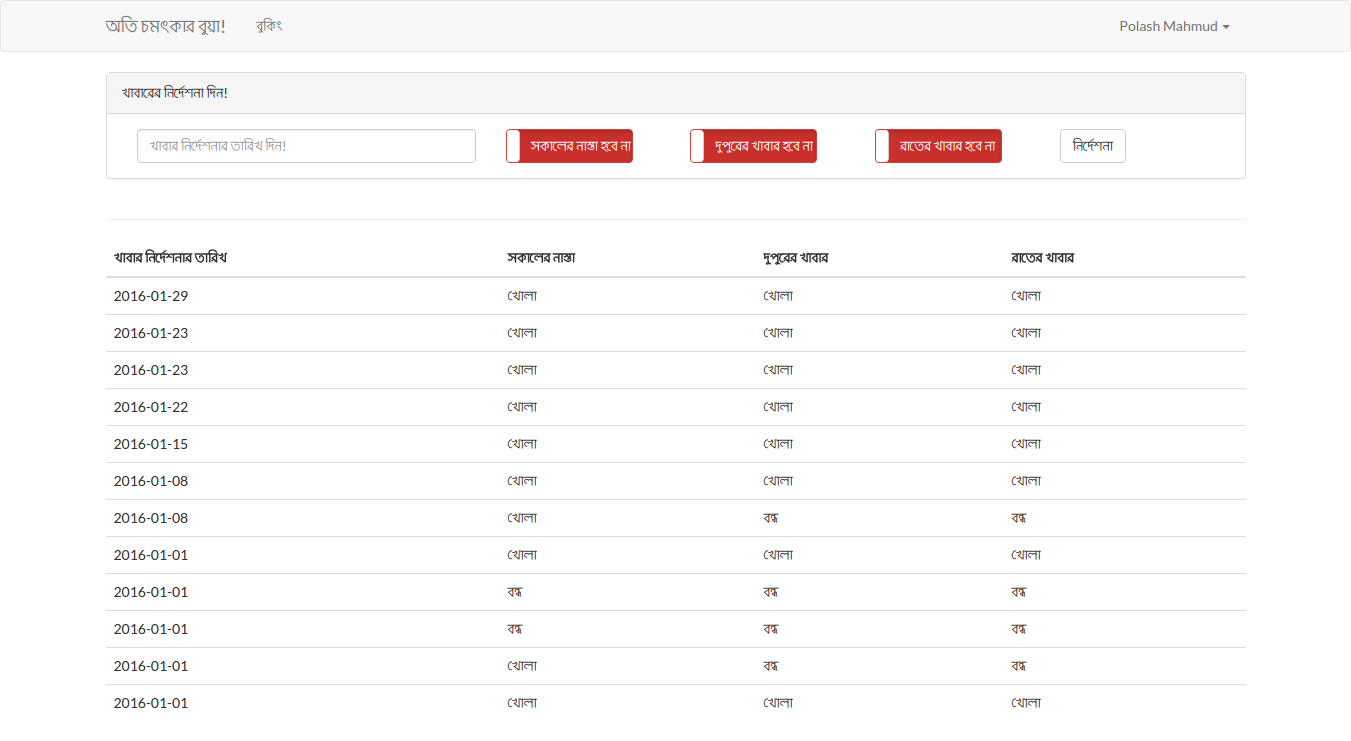 অতি চমৎকার বুয়া! বুকিং Polash Mahmud
খাবারের নির্দেশনা দিন!
খাবার নির্দেশনার তারিখ দিন! সকালের নাস্তা হবে না দুপুরের খাবার হবে না রাতের খাবার হবে না নির্দেশনা
খাবার নির্দেশনার তারিখ সকালের নাস্তা দুপুরের খাবার রাতের খাবার
2016-01-29 খোলা খোলা খোলা
2016-01-23 খোলা খোলা খোলা
2016-01-23 খোলা খোলা খোলা
2016-01-22 খোলা খোলা খোলা
2016-01-15 খোলা খোলা খোলা
2016-01-08 খোলা খোলা খোলা
2016-01-08 খোলা বন্ধ বন্ধ
2016-01-01 খোলা খোলা খোলা
2016-01-01 বন্ধ বন্ধ বন্ধ
2016-01-01 বন্ধ বন্ধ বন্ধ
2016-01-01 খোলা বন্ধ বন্ধ
2016-01-01 খোলা খোলা খোলা